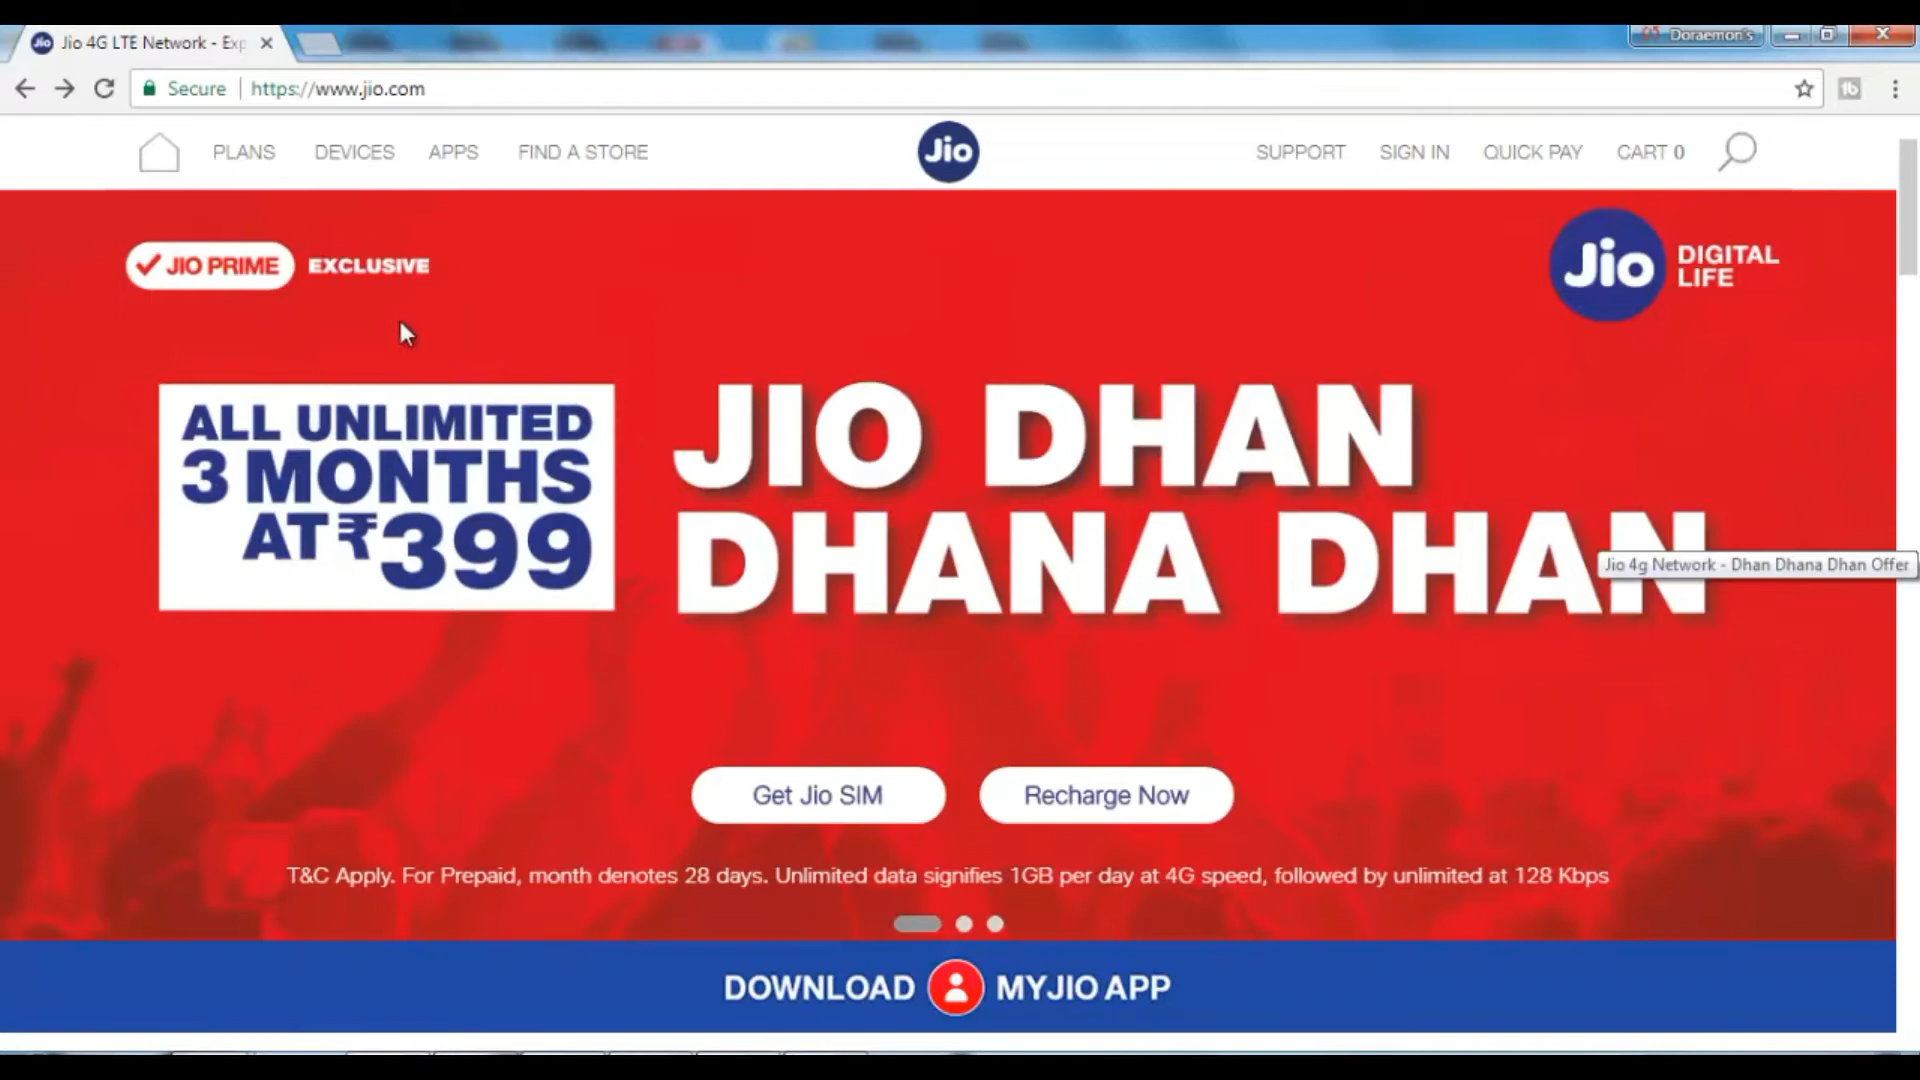 Jio Jio 4G LTE Network - Exp
Doraemon's
Secure https://www.jio.com
PLANS DEVICES APPS FIND A STORE Jio SUPPORT SIGN IN QUICK PAY CART 0
JIO PRIME EXCLUSIVE
Jio DIGITAL
LIFE
ALL UNLIMITED
3 MONTHS
AT ₹399
JIO DHAN
DHANA DHAN
Jio 4g Network - Dhan Dhana Dhan Offer
Get Jio SIM Recharge Now
T&C Apply. For Prepaid, month denotes 28 days. Unlimited data signifies 1GB per day at 4G speed, followed by unlimited at 128 Kbps
DOWNLOAD MYJIO APP